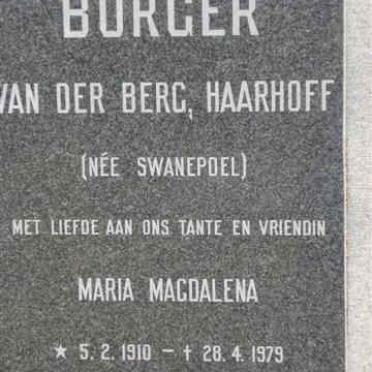 BURGER
VAN DER BERG, HAARHOFF
(NÉE SWANEPOEL)
MET LIEFDE AAN ONS TANTE EN VRIENDIN
MARIA MAGDALENA
★ 5. 2. 1910 – † 28. 4. 1979